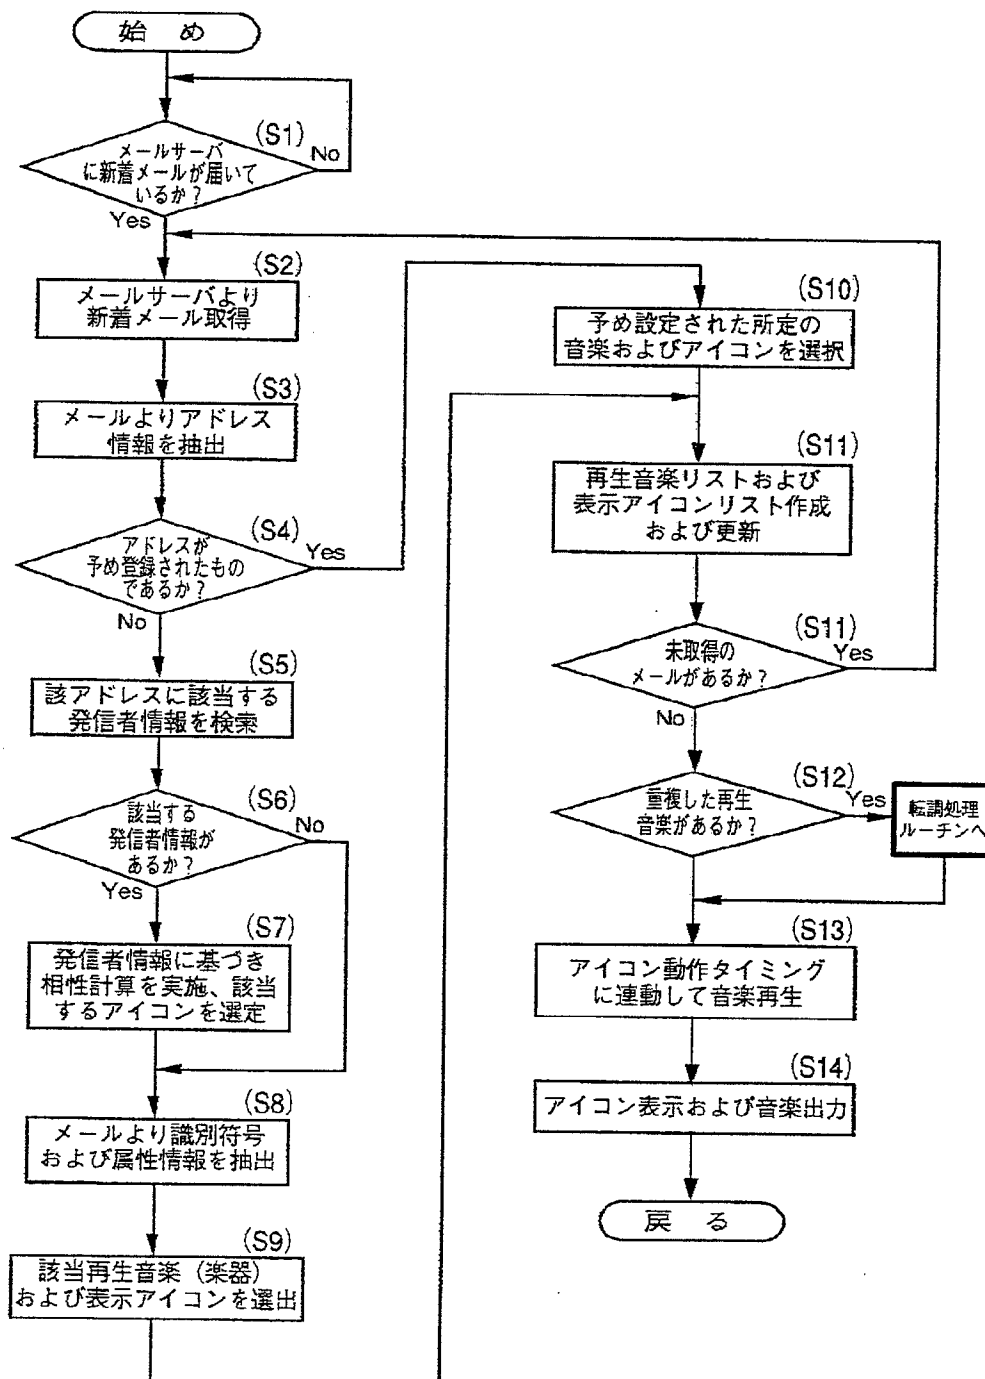 始 め
(S1)
メールサーバ
に新着メールが届いて
いるか？
No
Yes
(S2)
メールサーバより
新着メール取得
(S3)
メールよりアドレス
情報を抽出
(S4)
アドレスが
予め登録されたもの
であるか？
Yes
No
(S5)
該アドレスに該当する
発信者情報を検索
(S6)
該当する
発信者情報が
あるか？
No
Yes
(S7)
発信者情報に基づき
相性計算を実施、該当
するアイコンを選定
(S8)
メールより識別符号
および属性情報を抽出
(S9)
該当再生音楽（楽器）
および表示アイコンを選出
(S10)
予め設定された所定の
音楽およびアイコンを選択
(S11)
再生音楽リストおよび
表示アイコンリスト作成
および更新
(S11)
未取得の
メールがあるか？
Yes
No
(S12)
重複した再生
音楽があるか？
Yes
転調処理
ルーチンへ
(S13)
アイコン動作タイミング
に連動して音楽再生
(S14)
アイコン表示および音楽出力
戻 る